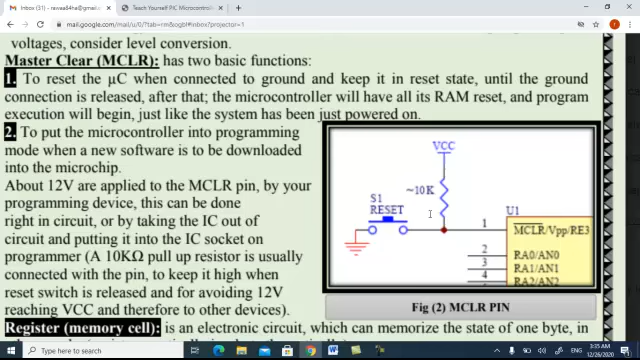 Inbox (1) - revaa84ha@gmail.c
Teach Yourself PIC Microcontrolle
mail.google.com/mail/u/0/?tab=rm&ogbl#inbox?projector=1
voltages, consider level conversion.
Master Clear (MCLR): has two basic functions:
1. To reset the µC when connected to ground and keep it in reset state, until the ground
connection is released, after that; the microcontroller will have all its RAM reset, and program
execution will begin, just like the system has been just powered on.
2. To put the microcontroller into programming
mode when a new software is to be downloaded
into the microchip.
About 12V are applied to the MCLR pin, by your
programming device, this can be done
right in circuit, or by taking the IC out of
circuit and putting it into the IC socket on
programmer (A 10KΩ pull up resistor is usually
connected with the pin, to keep it high when
reset switch is released and for avoiding 12V
reaching VCC and therefore to other devices).
VCC
~10K
S1
RESET
U1
1 MCLR/Vpp/RE3
2 RA0/AN0
3 RA1/AN1
4 RA2/AN2
Fig (2) MCLR PIN
Register (memory cell): is an electronic circuit, which can memorize the state of one byte, in
Type here to search
3:35 AM
12/26/2020